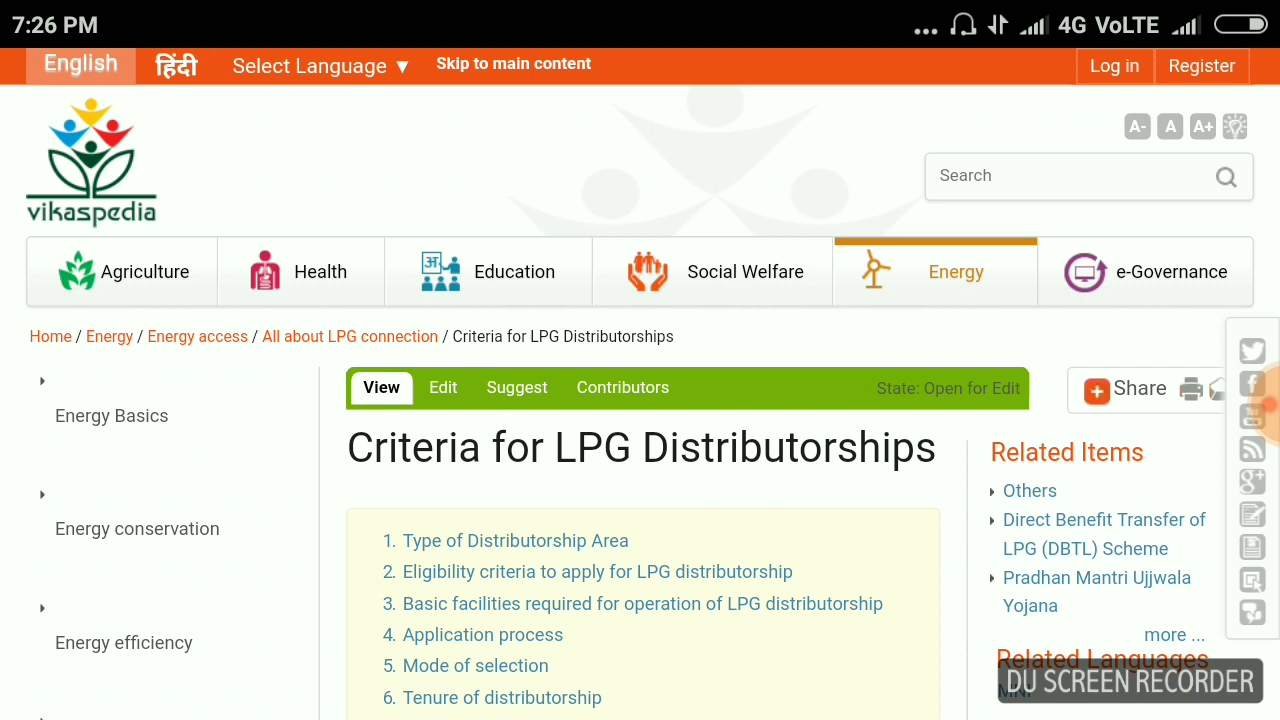 7:26 PM
... 4G VoLTE
English हिंदी Select Language ▼ Skip to main content Log in Register
A- A A+
vikaspedia
Search
Agriculture Health Education Social Welfare Energy e-Governance
Home / Energy / Energy access / All about LPG connection / Criteria for LPG Distributorships
View Edit Suggest Contributors State: Open for Edit
Share
Energy Basics
Energy conservation
Energy efficiency
Criteria for LPG Distributorships
1. Type of Distributorship Area
2. Eligibility criteria to apply for LPG distributorship
3. Basic facilities required for operation of LPG distributorship
4. Application process
5. Mode of selection
6. Tenure of distributorship
Related Items
Others
Direct Benefit Transfer of
LPG (DBTL) Scheme
Pradhan Mantri Ujjwala
Yojana
more ...
Related Languages
DU SCREEN RECORDER